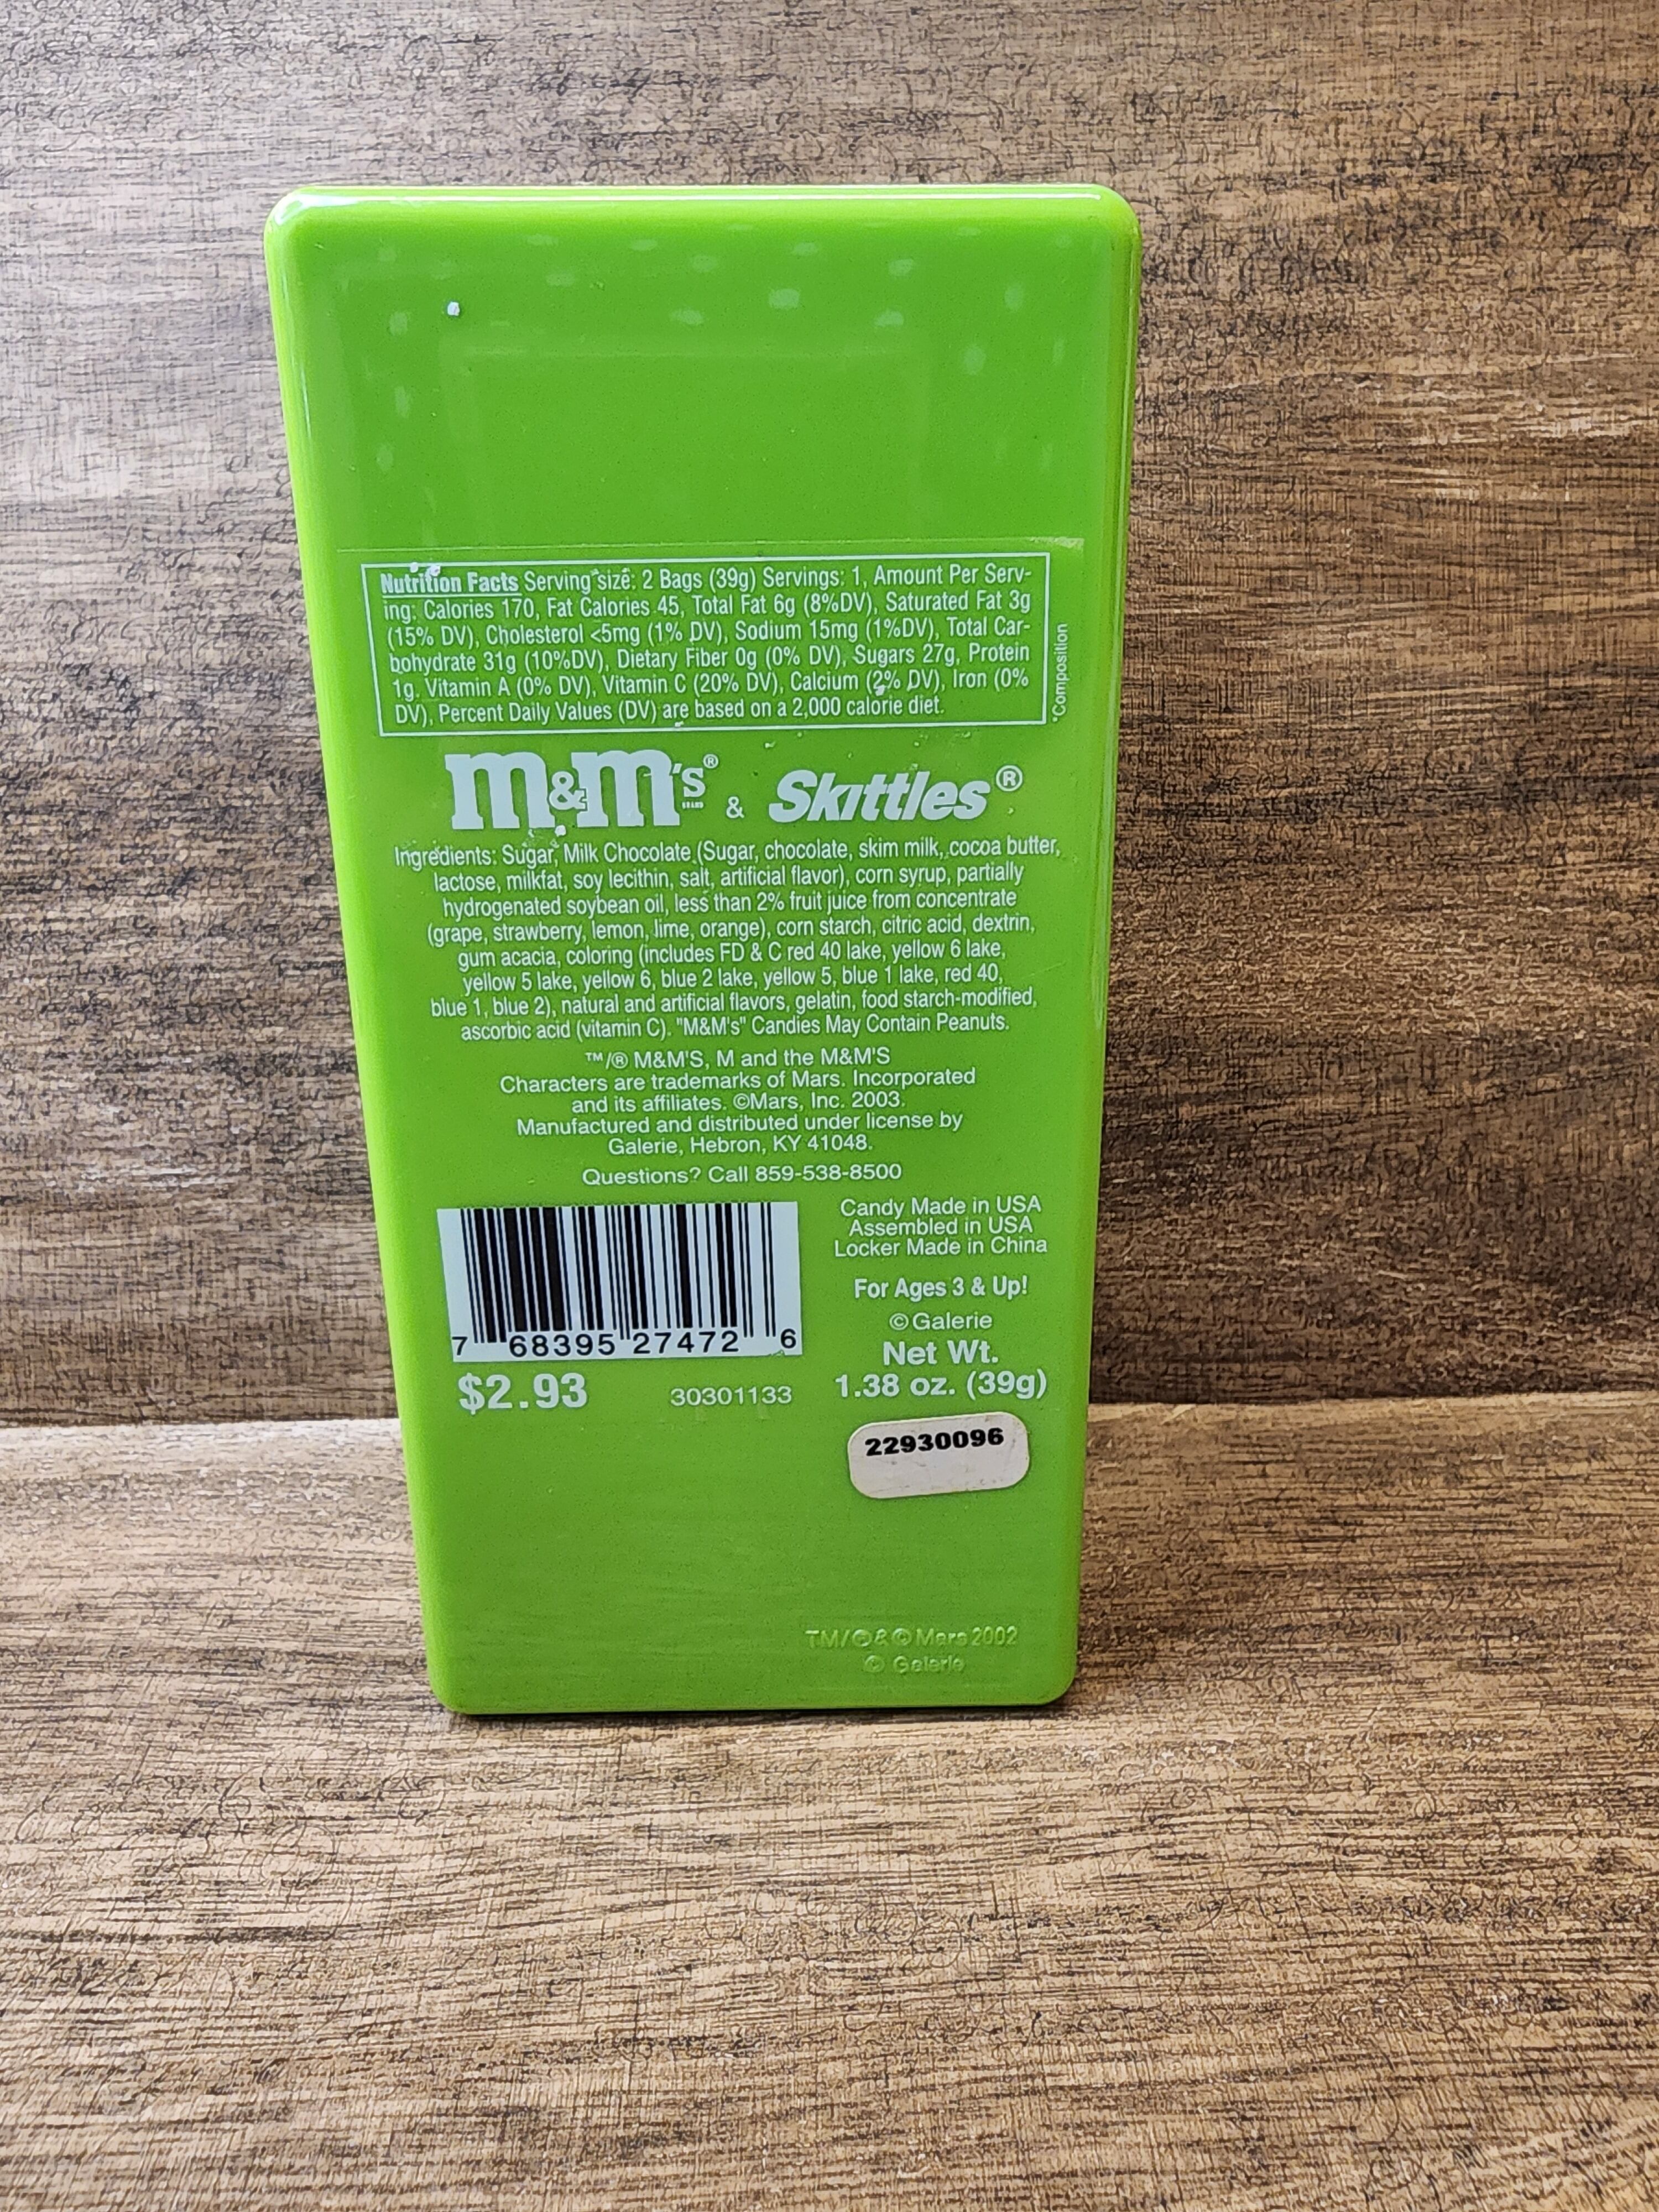 Nutrition Facts Serving size: 2 Bags (39g) Servings: 1, Amount Per Serv-
ing: Calories 170, Fat Calories 45, Total Fat 6g (8%DV), Saturated Fat 3g
(15% DV), Cholesterol <5mg (1% DV), Sodium 15mg (1%DV), Total Car-
bohydrate 31g (10%DV), Dietary Fiber 0g (0% DV), Sugars 27g, Protein
1g. Vitamin A (0% DV), Vitamin C (20% DV), Calcium (2% DV), Iron (0%
DV), Percent Daily Values (DV) are based on a 2,000 calorie diet.
*Composition
m&m's® & Skittles®
Ingredients: Sugar, Milk Chocolate (Sugar, chocolate, skim milk, cocoa butter,
lactose, milkfat, soy lecithin, salt, artificial flavor), corn syrup, partially
hydrogenated soybean oil, less than 2% fruit juice from concentrate
(grape, strawberry, lemon, lime, orange), corn starch, citric acid, dextrin,
gum acacia, coloring (includes FD & C red 40 lake, yellow 6 lake,
yellow 5 lake, yellow 6, blue 2 lake, yellow 5, blue 1 lake, red 40,
blue 1, blue 2), natural and artificial flavors, gelatin, food starch-modified,
ascorbic acid (vitamin C). "M&M's" Candies May Contain Peanuts.
™/® M&M'S, M and the M&M'S
Characters are trademarks of Mars. Incorporated
and its affiliates. ©Mars, Inc. 2003.
Manufactured and distributed under license by
Galerie, Hebron, KY 41048.
Questions? Call 859-538-8500
7 68395 27472 6
$2.93 30301133
Candy Made in USA
Assembled in USA
Locker Made in China
For Ages 3 & Up!
©Galerie
Net Wt.
1.38 oz. (39g)
22930096
TM/®&©Mars 2002
© Galerie